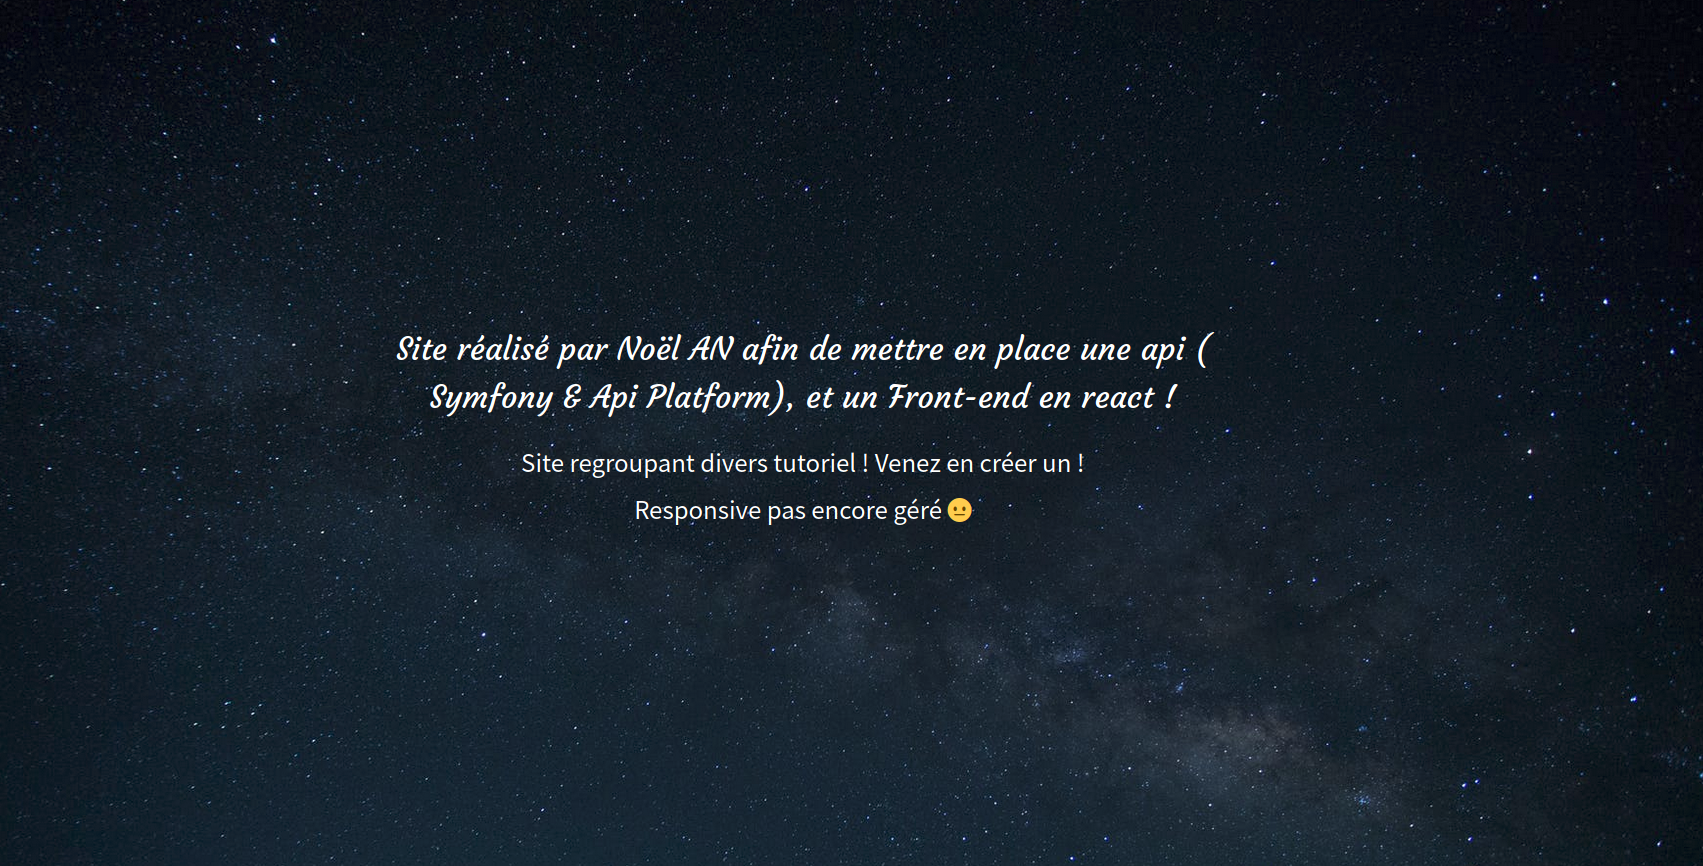 Site réalisé par Noël AN afin de mettre en place une api (
Symfony & Api Platform), et un Front-end en react !
Site regroupant divers tutoriel ! Venez en créer un !
Responsive pas encore géré 😐